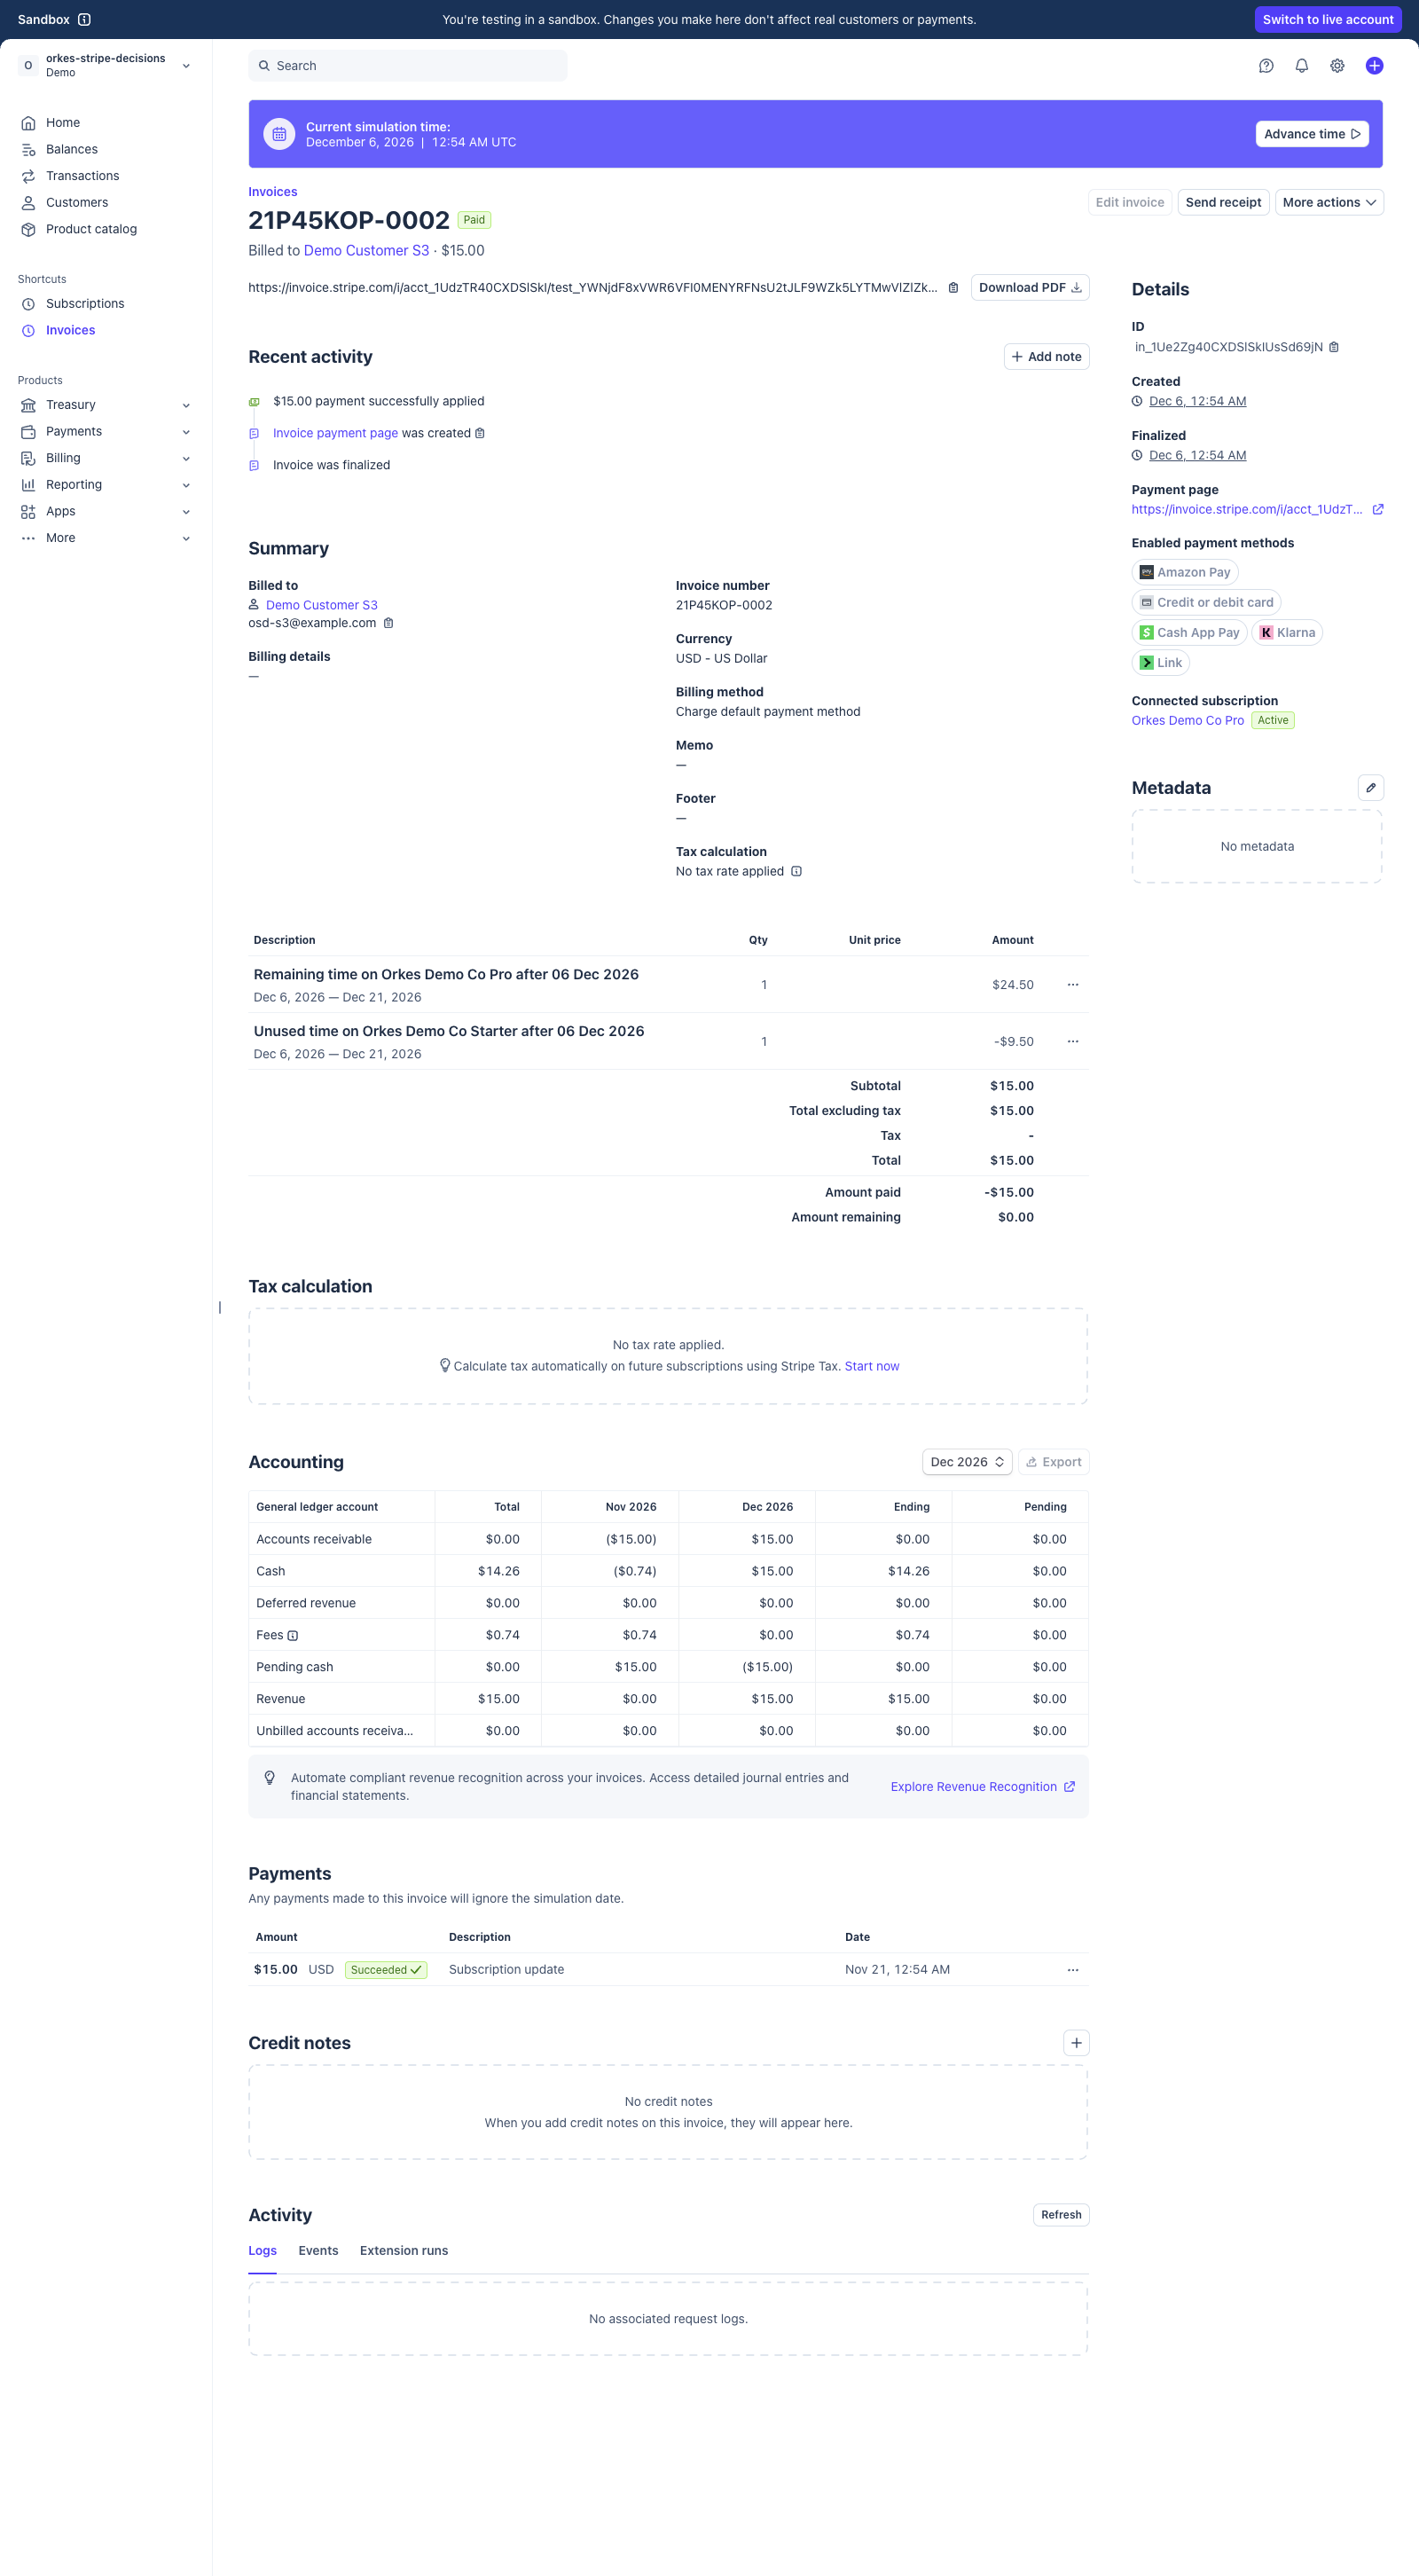 Sandbox
You're testing in a sandbox. Changes you make here don't affect real customers or payments.
Switch to live account
O
orkes-stripe-decisions
Demo
Search
Home
Balances
Transactions
Customers
Product catalog
Shortcuts
Subscriptions
Invoices
Products
Treasury
Payments
Billing
Reporting
Apps
More
Current simulation time:
December 6, 2026 | 12:54 AM UTC
Advance time
Invoices
21P45KOP-0002 Paid
Billed to Demo Customer S3 · $15.00
Edit invoice
Send receipt
More actions
Download PDF
Recent activity
Add note
$15.00 payment successfully applied
Invoice payment page was created
Invoice was finalized
Summary
Billed to
Demo Customer S3
osd-s3@example.com
Billing details
—
Invoice number
21P45KOP-0002
Currency
USD - US Dollar
Billing method
Charge default payment method
Memo
—
Footer
—
Tax calculation
No tax rate applied
Details
ID
Created
Dec 6, 12:54 AM
Finalized
Dec 6, 12:54 AM
Payment page
https://invoice.stripe.com/i/acct_1UdzT...
Enabled payment methods
Amazon Pay
Credit or debit card
Cash App Pay
Klarna
Link
Connected subscription
Orkes Demo Co Pro Active
Metadata
No metadata
Description Qty Unit price Amount
Remaining time on Orkes Demo Co Pro after 06 Dec 2026
Dec 6, 2026 — Dec 21, 2026
1 $24.50
Unused time on Orkes Demo Co Starter after 06 Dec 2026
Dec 6, 2026 — Dec 21, 2026
1 -$9.50
Subtotal $15.00
Total excluding tax $15.00
Tax -
Total $15.00
Amount paid -$15.00
Amount remaining $0.00
Tax calculation
No tax rate applied.
Calculate tax automatically on future subscriptions using Stripe Tax. Start now
Accounting
Dec 2026
Export
General ledger account Total Nov 2026 Dec 2026 Ending Pending
Accounts receivable $0.00 ($15.00) $15.00 $0.00 $0.00
Cash $14.26 ($0.74) $15.00 $14.26 $0.00
Deferred revenue $0.00 $0.00 $0.00 $0.00 $0.00
Fees $0.74 $0.74 $0.00 $0.74 $0.00
Pending cash $0.00 $15.00 ($15.00) $0.00 $0.00
Revenue $15.00 $0.00 $15.00 $15.00 $0.00
Unbilled accounts receiva... $0.00 $0.00 $0.00 $0.00 $0.00
Automate compliant revenue recognition across your invoices. Access detailed journal entries and
financial statements.
Explore Revenue Recognition
Payments
Any payments made to this invoice will ignore the simulation date.
Amount Description Date
$15.00 USD Succeeded Subscription update Nov 21, 12:54 AM
Credit notes
No credit notes
When you add credit notes on this invoice, they will appear here.
Activity
Refresh
Logs Events Extension runs
No associated request logs.